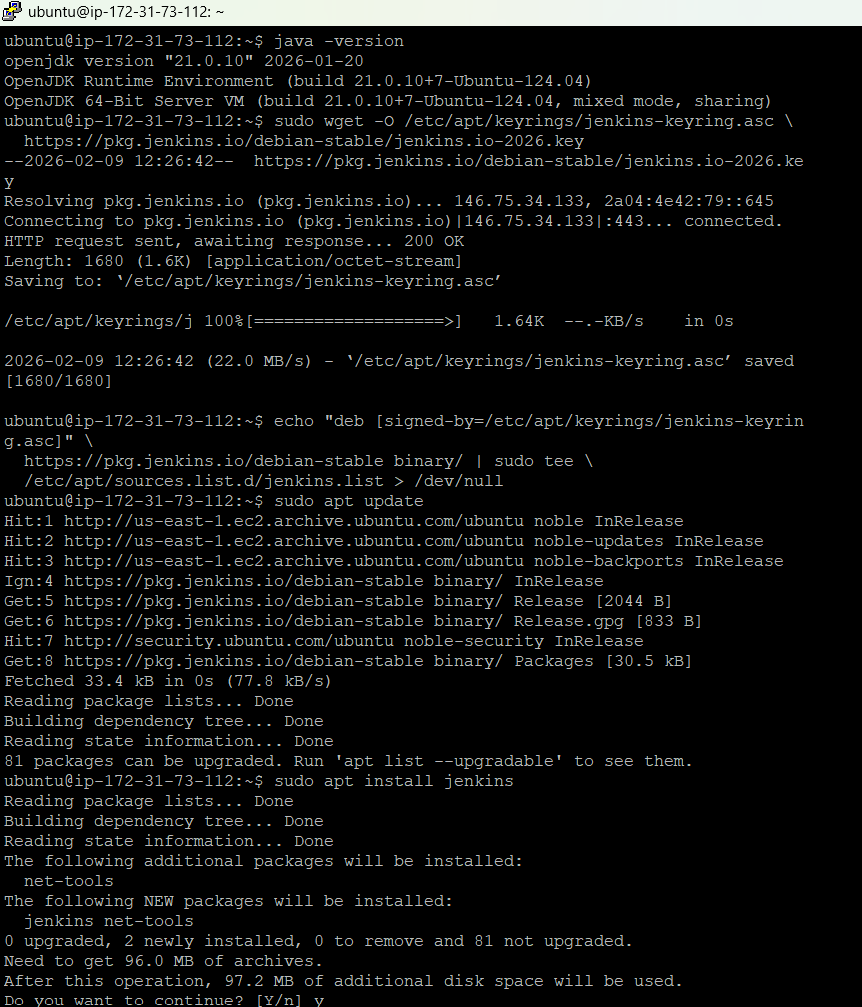 ubuntu@ip-172-31-73-112: ~
ubuntu@ip-172-31-73-112:~$ java -version
openjdk version "21.0.10" 2026-01-20
OpenJDK Runtime Environment (build 21.0.10+7-Ubuntu-124.04)
OpenJDK 64-Bit Server VM (build 21.0.10+7-Ubuntu-124.04, mixed mode, sharing)
ubuntu@ip-172-31-73-112:~$ sudo wget -O /etc/apt/keyrings/jenkins-keyring.asc \
  https://pkg.jenkins.io/debian-stable/jenkins.io-2026.key
--2026-02-09 12:26:42--  https://pkg.jenkins.io/debian-stable/jenkins.io-2026.ke
y
Resolving pkg.jenkins.io (pkg.jenkins.io)... 146.75.34.133, 2a04:4e42:79::645
Connecting to pkg.jenkins.io (pkg.jenkins.io)|146.75.34.133|:443... connected.
HTTP request sent, awaiting response... 200 OK
Length: 1680 (1.6K) [application/octet-stream]
Saving to: ‘/etc/apt/keyrings/jenkins-keyring.asc’
/etc/apt/keyrings/j 100%[===================>]   1.64K  --.-KB/s    in 0s
2026-02-09 12:26:42 (22.0 MB/s) - ‘/etc/apt/keyrings/jenkins-keyring.asc’ saved
[1680/1680]
ubuntu@ip-172-31-73-112:~$ echo "deb [signed-by=/etc/apt/keyrings/jenkins-keyrin
g.asc]" \
  https://pkg.jenkins.io/debian-stable binary/ | sudo tee \
  /etc/apt/sources.list.d/jenkins.list > /dev/null
ubuntu@ip-172-31-73-112:~$ sudo apt update
Hit:1 http://us-east-1.ec2.archive.ubuntu.com/ubuntu noble InRelease
Hit:2 http://us-east-1.ec2.archive.ubuntu.com/ubuntu noble-updates InRelease
Hit:3 http://us-east-1.ec2.archive.ubuntu.com/ubuntu noble-backports InRelease
Ign:4 https://pkg.jenkins.io/debian-stable binary/ InRelease
Get:5 https://pkg.jenkins.io/debian-stable binary/ Release [2044 B]
Get:6 https://pkg.jenkins.io/debian-stable binary/ Release.gpg [833 B]
Hit:7 http://security.ubuntu.com/ubuntu noble-security InRelease
Get:8 https://pkg.jenkins.io/debian-stable binary/ Packages [30.5 kB]
Fetched 33.4 kB in 0s (77.8 kB/s)
Reading package lists... Done
Building dependency tree... Done
Reading state information... Done
81 packages can be upgraded. Run 'apt list --upgradable' to see them.
ubuntu@ip-172-31-73-112:~$ sudo apt install jenkins
Reading package lists... Done
Building dependency tree... Done
Reading state information... Done
The following additional packages will be installed:
  net-tools
The following NEW packages will be installed:
  jenkins net-tools
0 upgraded, 2 newly installed, 0 to remove and 81 not upgraded.
Need to get 96.0 MB of archives.
After this operation, 97.2 MB of additional disk space will be used.
Do you want to continue? [Y/n] y